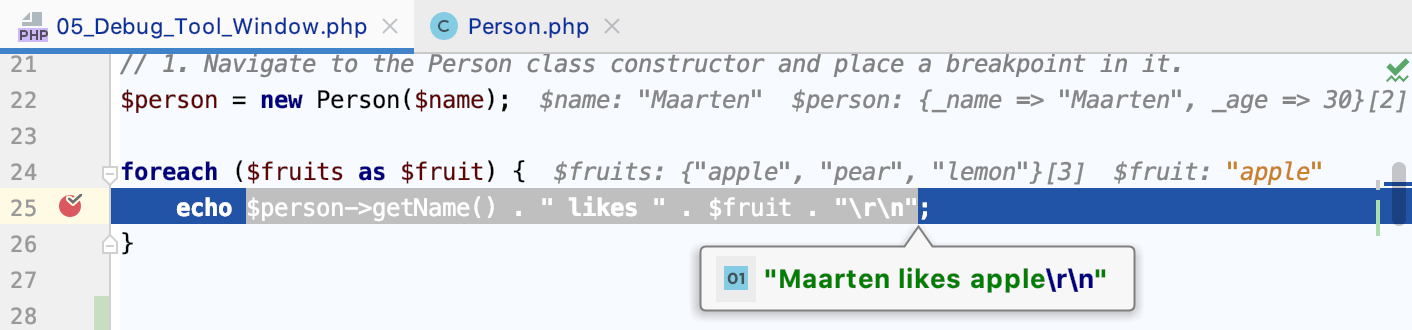 PHP 05_Debug_Tool_Window.php C Person.php
21 // 1. Navigate to the Person class constructor and place a breakpoint in it.
22 $person = new Person($name); $name: "Maarten" $person: {_name => "Maarten", _age => 30}[2]
23
24 foreach ($fruits as $fruit) { $fruits: {"apple", "pear", "lemon"}[3] $fruit: "apple"
25 echo $person->getName() . " likes " . $fruit . "\r\n";
26 }
27 01 "Maarten likes apple\r\n"
28